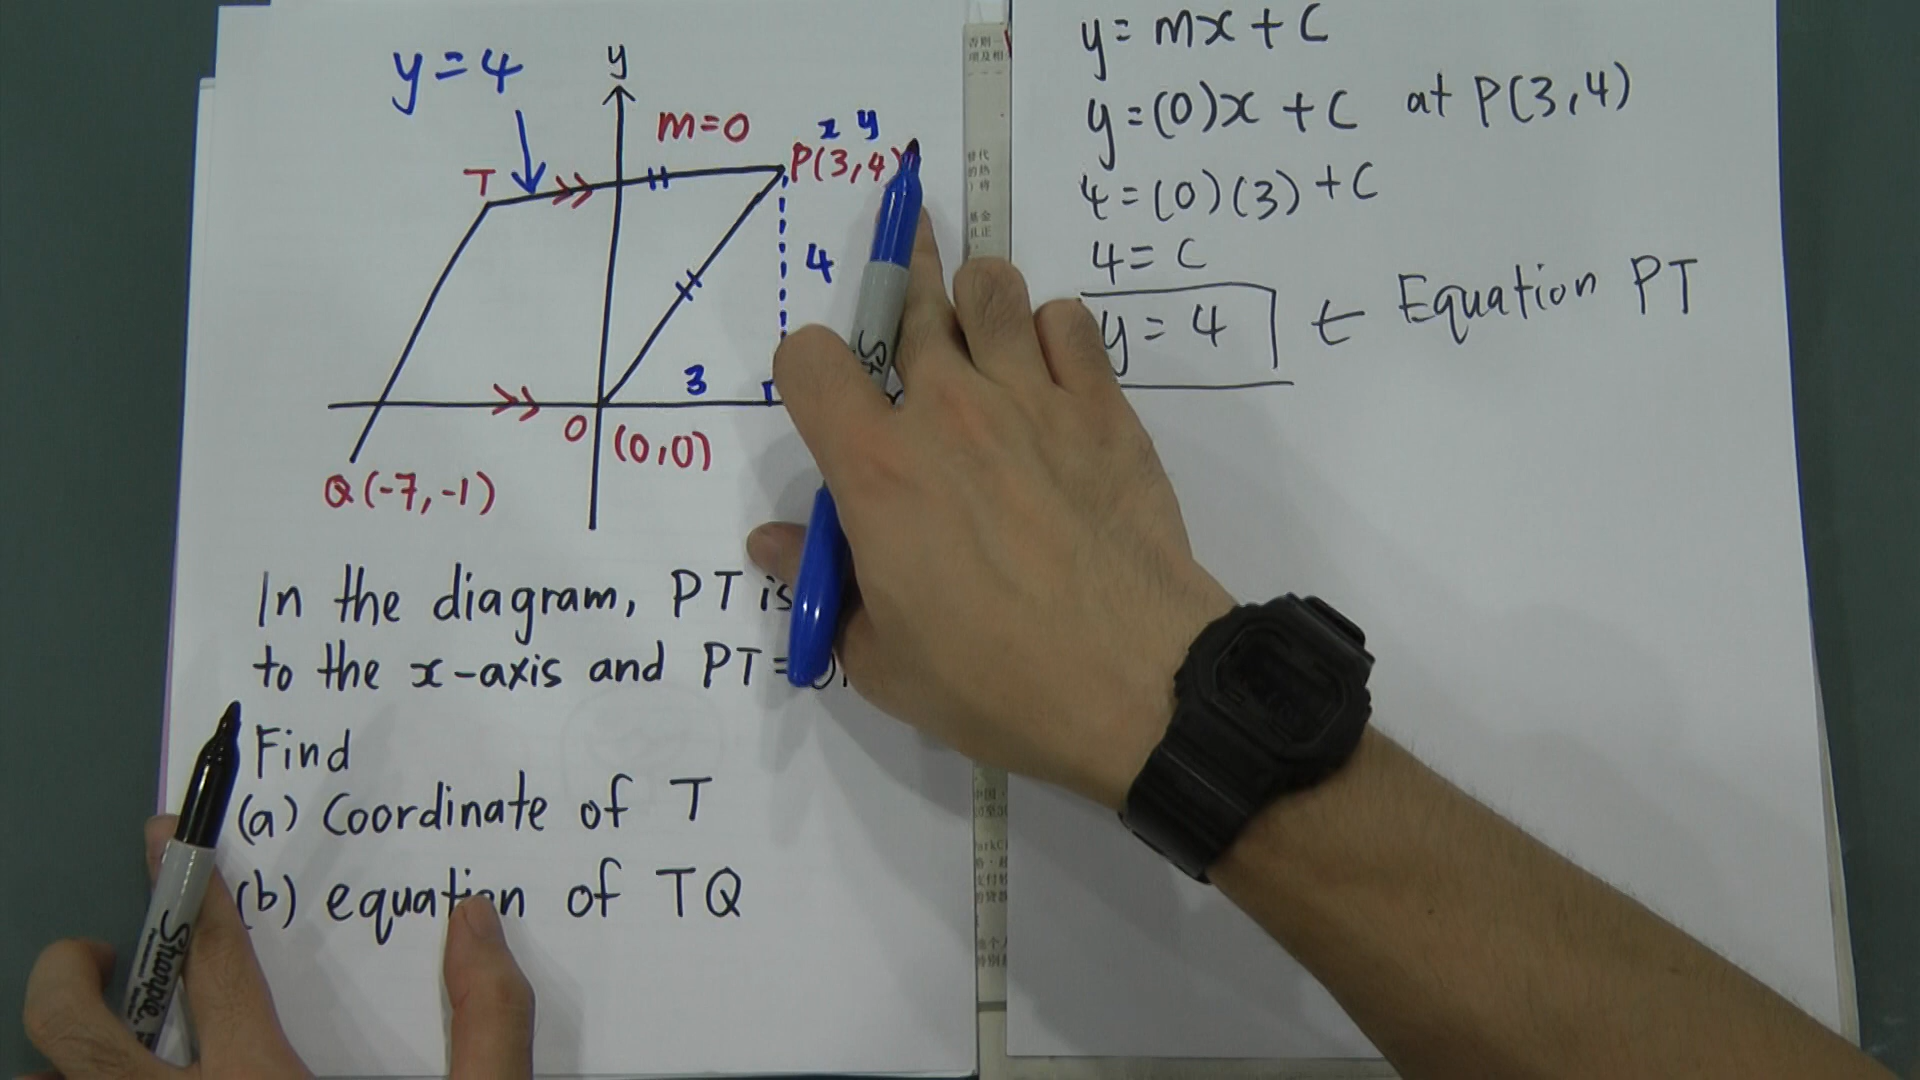 y = 4
y
m=0
x y
T
P(3,4)
4
3
O
(0,0)
Q(-7,-1)
In the diagram, PT is
to the x-axis and PT =
Find
(a) Coordinate of T
(b) equation of TQ
y = mx + C
y = (0)x + C at P(3,4)
4 = (0)(3) + C
4 = C
y = 4 ← Equation PT
Sharpie